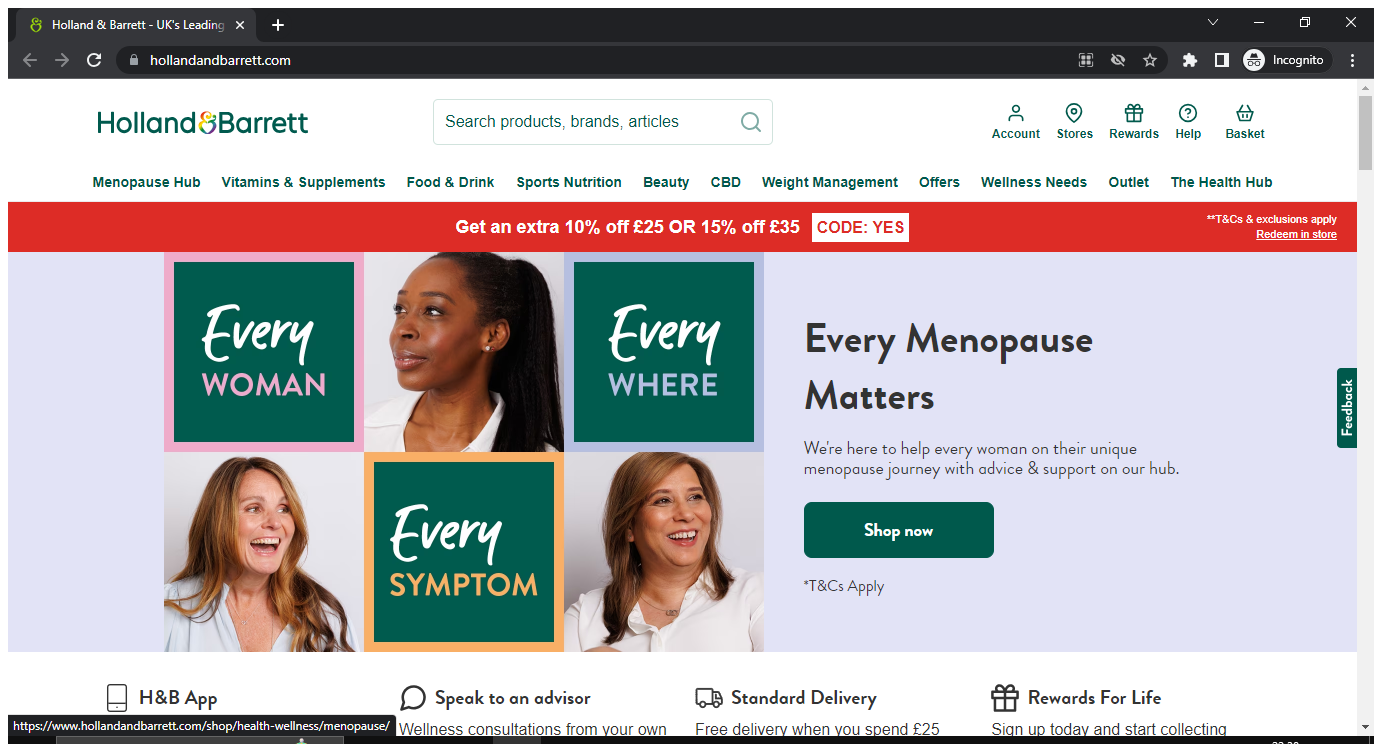 Holland & Barrett - UK's Leading
hollandandbarrett.com
Incognito
Holland&Barrett
Search products, brands, articles
Account
Stores
Rewards
Help
Basket
Menopause Hub
Vitamins & Supplements
Food & Drink
Sports Nutrition
Beauty
CBD
Weight Management
Offers
Wellness Needs
Outlet
The Health Hub
Get an extra 10% off £25 OR 15% off £35
CODE: YES
**T&Cs & exclusions apply
Redeem in store
Every
WOMAN
Every
WHERE
Every
SYMPTOM
Every Menopause
Matters
We're here to help every woman on their unique
menopause journey with advice & support on our hub.
Shop now
*T&Cs Apply
Feedback
H&B App
Speak to an advisor
Wellness consultations from your own
Standard Delivery
Free delivery when you spend £25
Rewards For Life
Sign up today and start collecting
https://www.hollandandbarrett.com/shop/health-wellness/menopause/